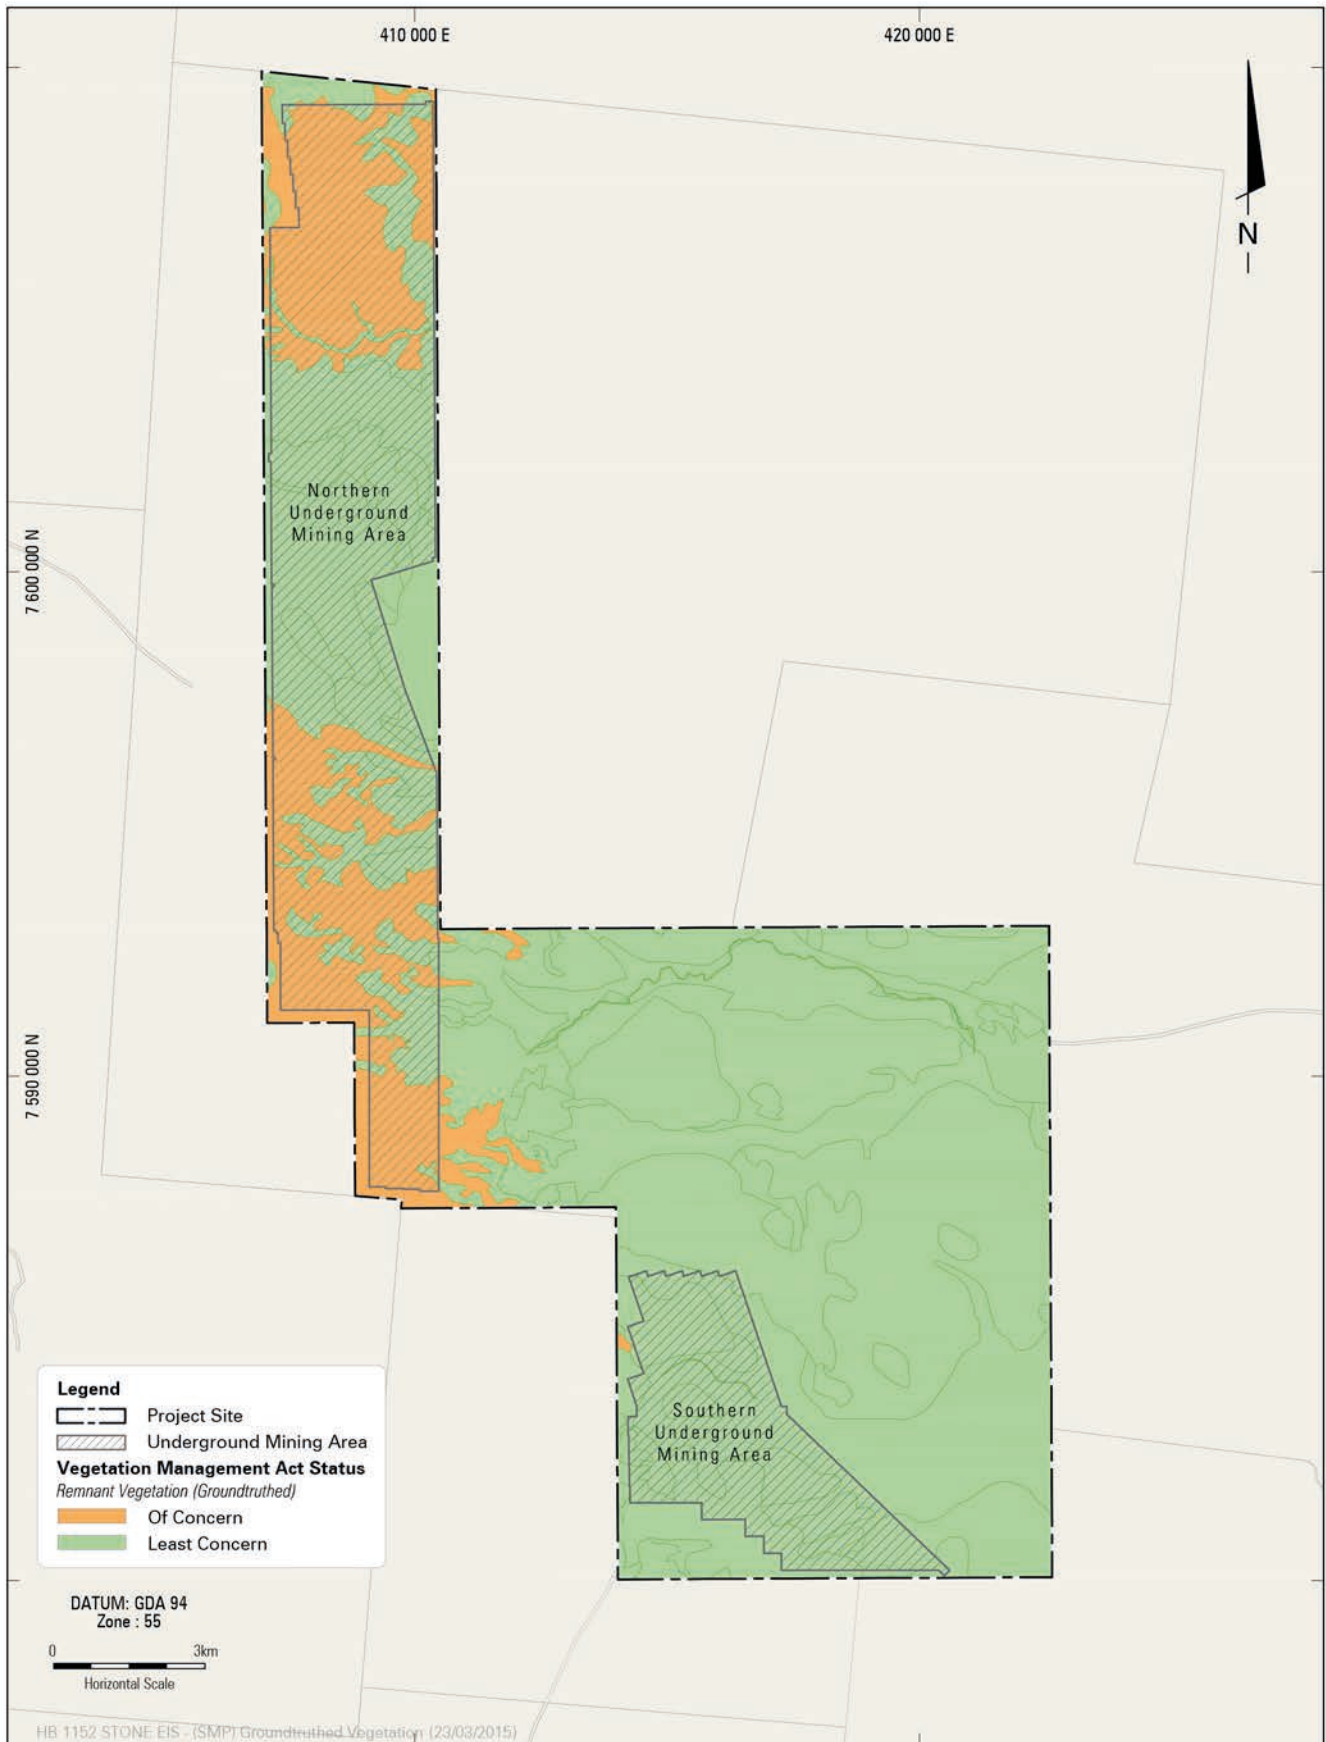 410 000 E
420 000 E
N
7 600 000 N
7 590 000 N
Northern
Underground
Mining Area
Southern
Underground
Mining Area
Legend
Project Site
Underground Mining Area
Vegetation Management Act Status
Remnant Vegetation (Groundtruthed)
Of Concern
Least Concern
DATUM: GDA 94
Zone : 55
0 3km
Horizontal Scale
HB 1152 STONE EIS - (SMP) Groundtruthed Vegetation (23/03/2015)